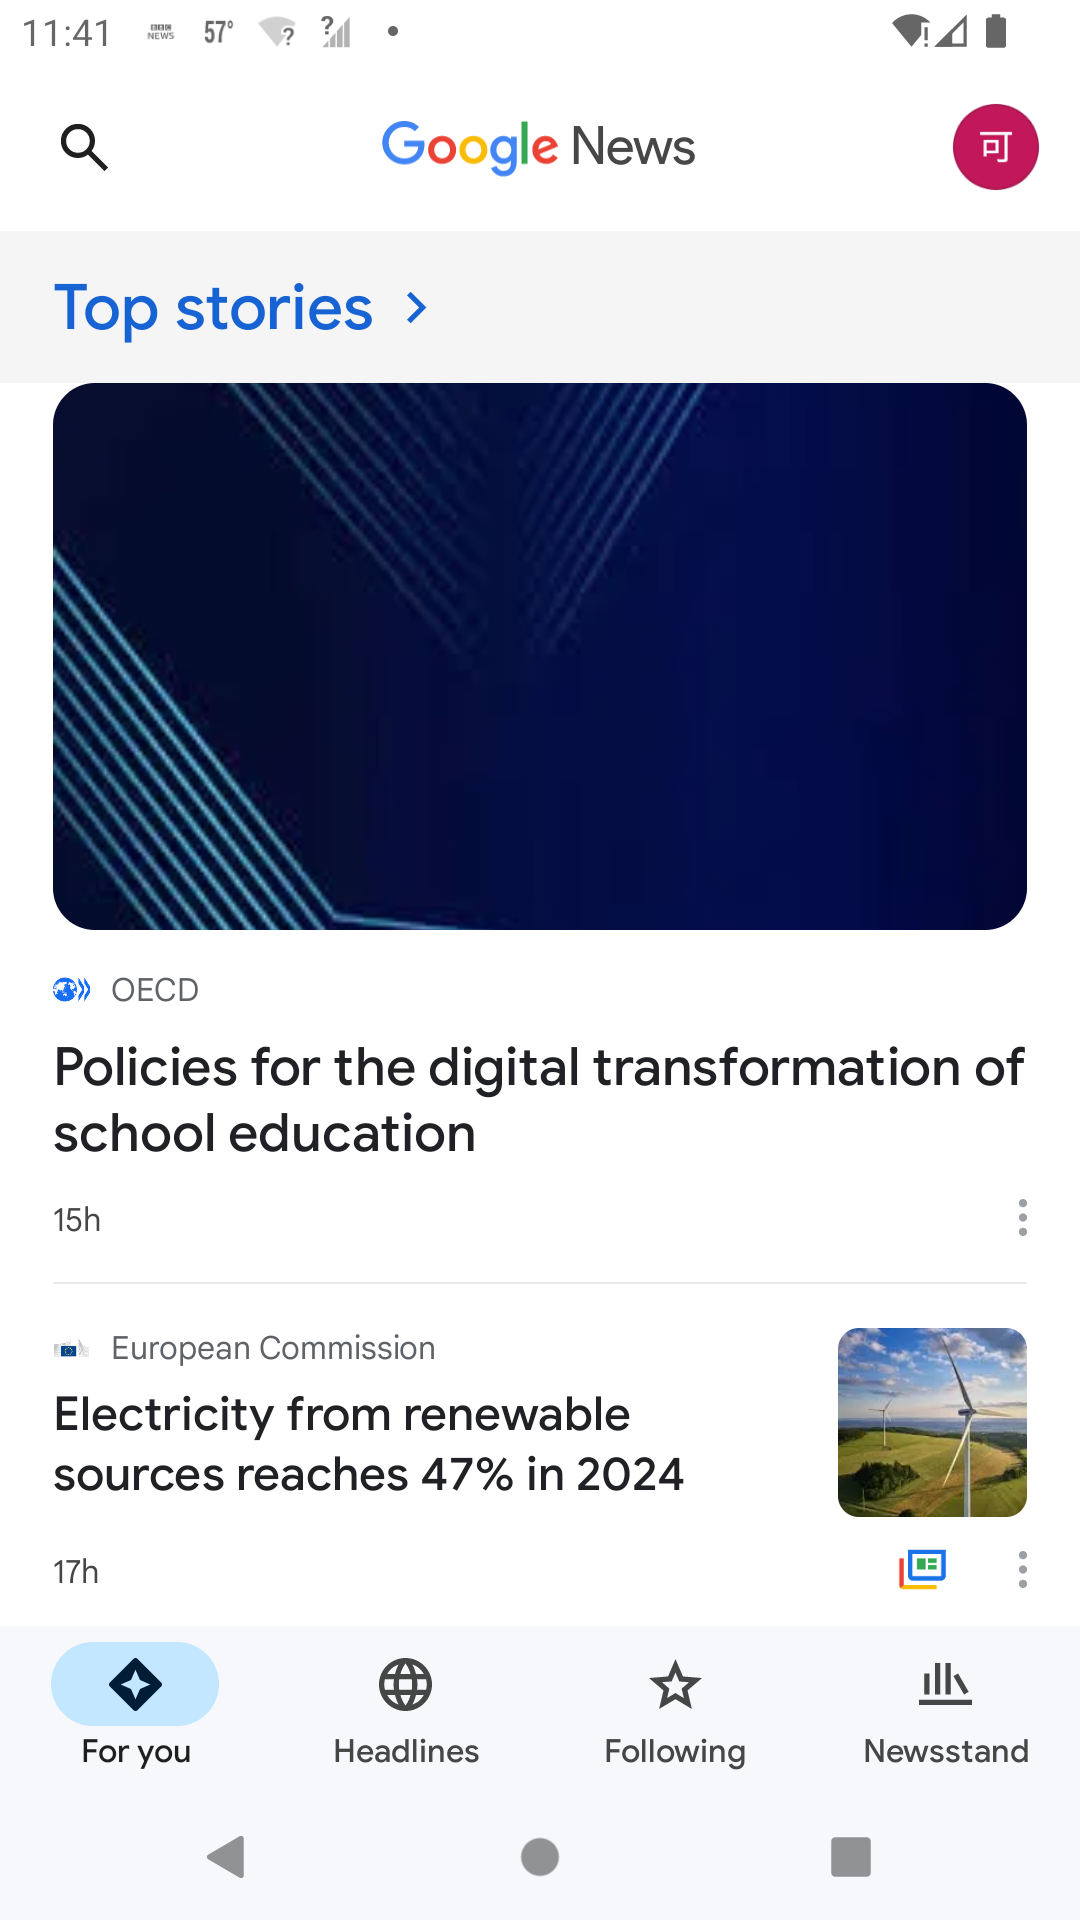 11:41
BBC
NEWS
57°
Google News
可
Top stories
OECD
Policies for the digital transformation of
school education
15h
European Commission
Electricity from renewable
sources reaches 47% in 2024
17h
For you
Headlines
Following
Newsstand